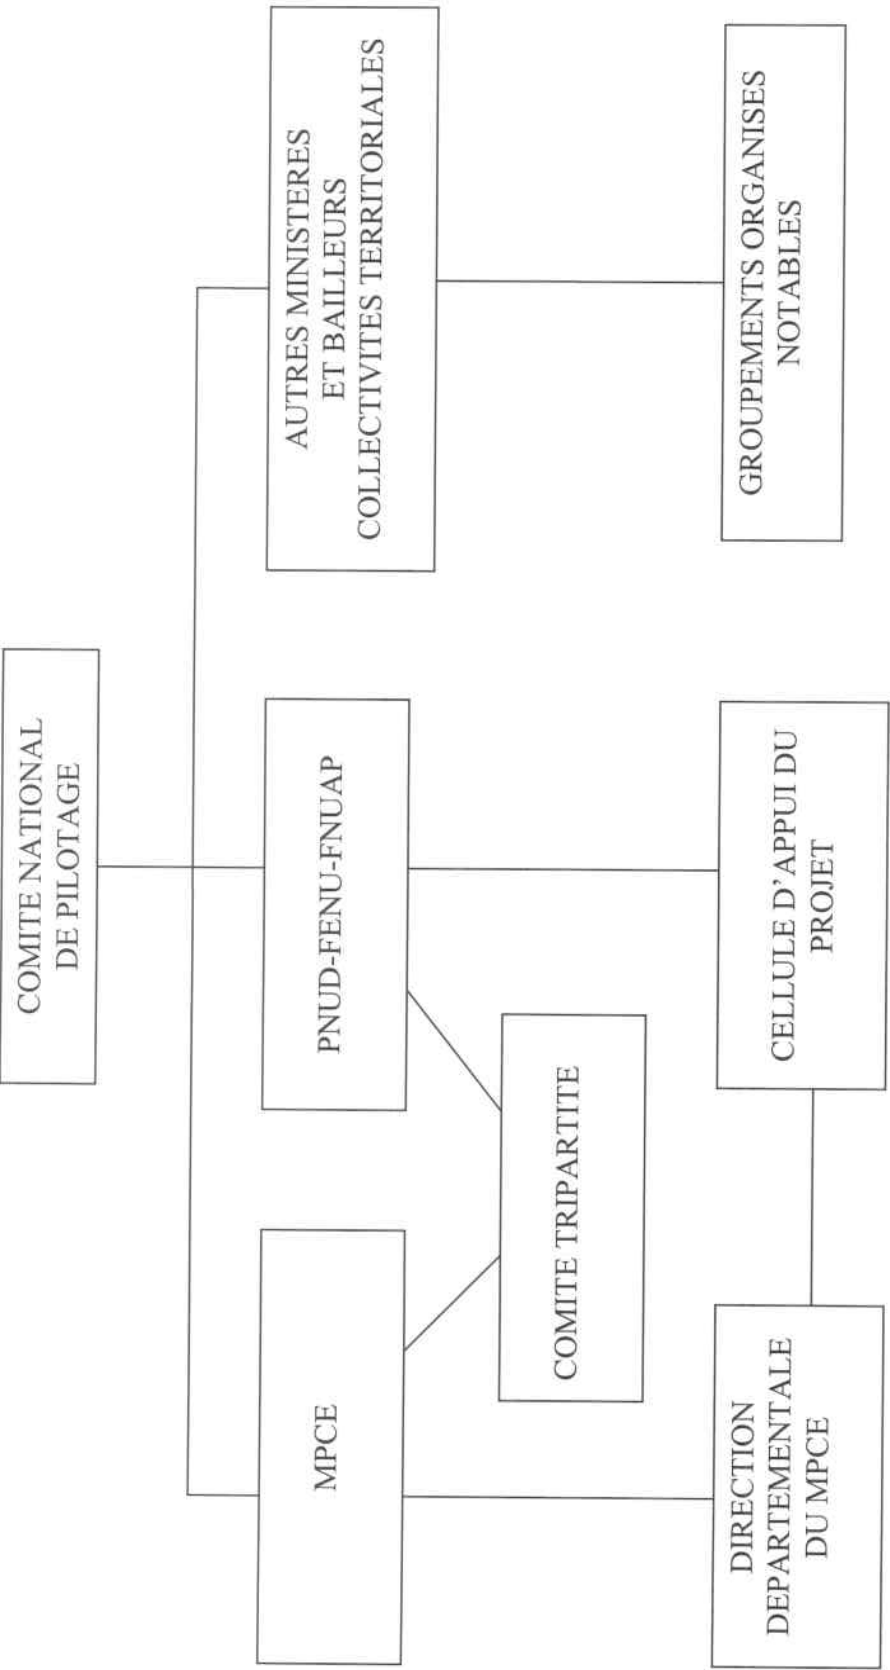 COMITE NATIONAL
DE PILOTAGE
MPCE
PNUD-FENU-FNUAP
AUTRES MINISTERES
ET BAILLEURS
COLLECTIVITES TERRITORIALES
COMITE TRIPARTITE
DIRECTION
DEPARTEMENTALE
DU MPCE
CELLULE D'APPUI DU
PROJET
GROUPEMENTS ORGANISES
NOTABLES